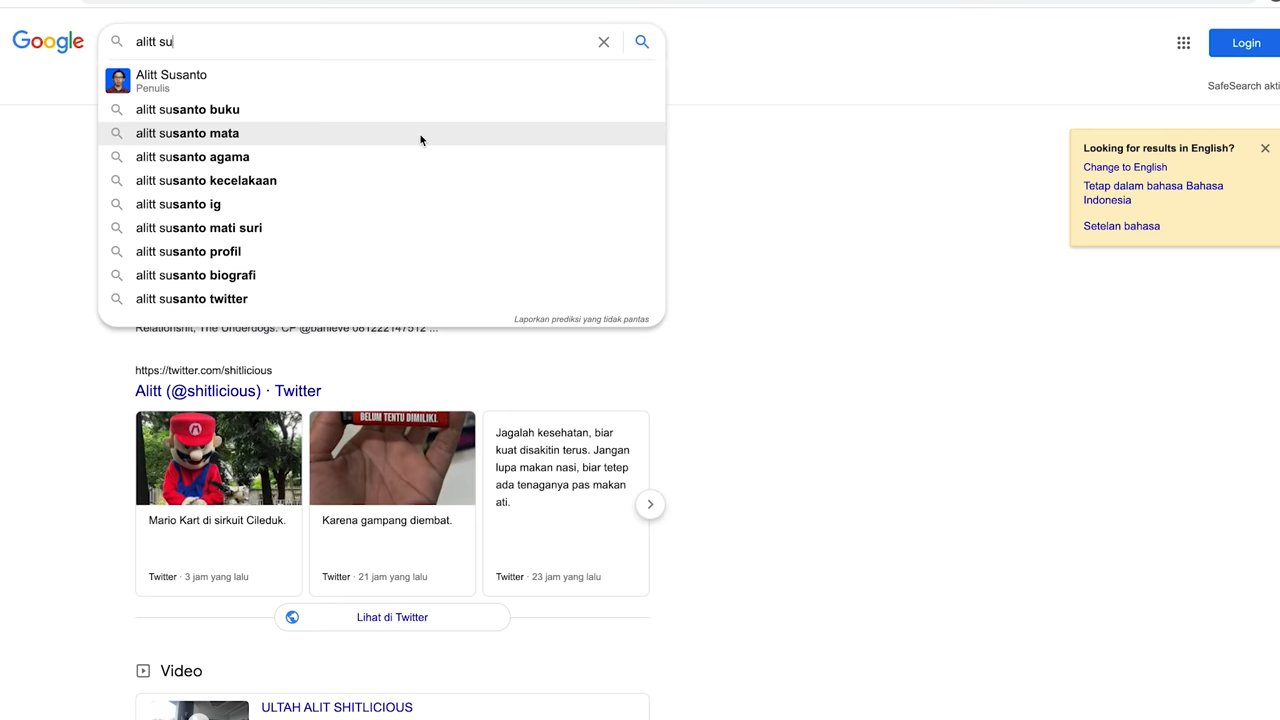 Google
alitt su
Login
SafeSearch akti
Alitt Susanto
Penulis
alitt susanto buku
alitt susanto mata
alitt susanto agama
alitt susanto kecelakaan
alitt susanto ig
alitt susanto mati suri
alitt susanto profil
alitt susanto biografi
alitt susanto twitter
Laporkan prediksi yang tidak pantas
Looking for results in English?
Change to English
Tetap dalam bahasa Bahasa
Indonesia
Setelan bahasa
Relationshit, The Underdogs. CP @banieve 081222147512 ...
https://twitter.com/shitlicious
Alitt (@shitlicious) · Twitter
BELUM TENTU DIMILIKI.
Mario Kart di sirkuit Cileduk.
Twitter · 3 jam yang lalu
Karena gampang diembat.
Twitter · 21 jam yang lalu
Jagalah kesehatan, biar
kuat disakitin terus. Jangan
lupa makan nasi, biar tetep
ada tenaganya pas makan
ati.
Twitter · 23 jam yang lalu
Lihat di Twitter
Video
ULTAH ALIT SHITLICIOUS